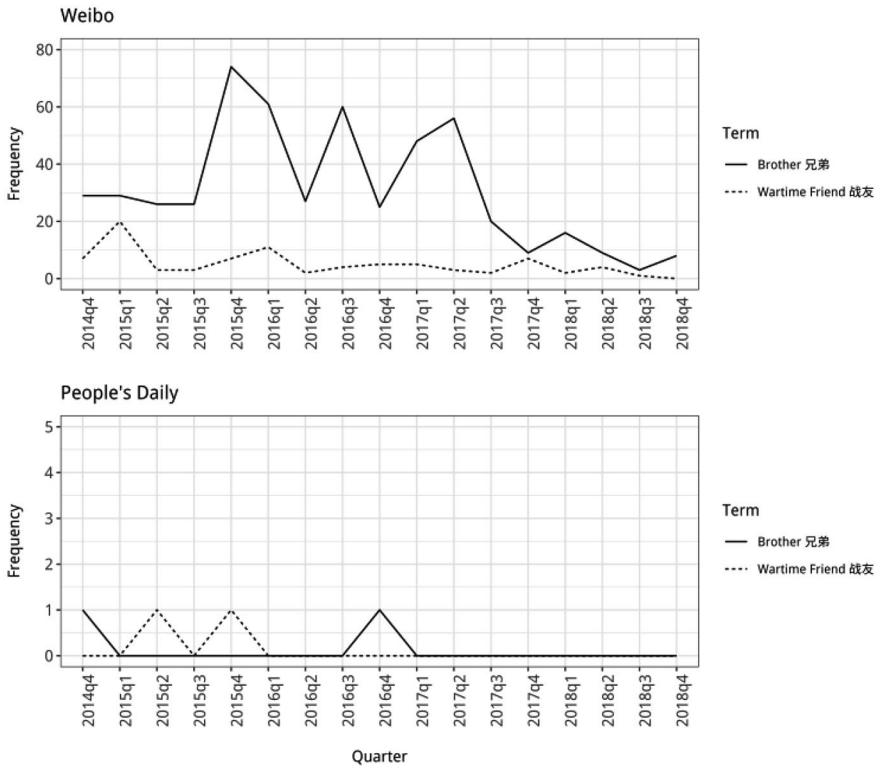 Weibo
80
60
40
20
0
Frequency
2014q4 2015q1 2015q2 2015q3 2015q4 2016q1 2016q2 2016q3 2016q4 2017q1 2017q2 2017q3 2017q4 2018q1 2018q2 2018q3 2018q4
Term
Brother 兄弟
Wartime Friend 战友
People's Daily
5
4
3
2
1
0
Frequency
2014q4 2015q1 2015q2 2015q3 2015q4 2016q1 2016q2 2016q3 2016q4 2017q1 2017q2 2017q3 2017q4 2018q1 2018q2 2018q3 2018q4
Quarter
Term
Brother 兄弟
Wartime Friend 战友